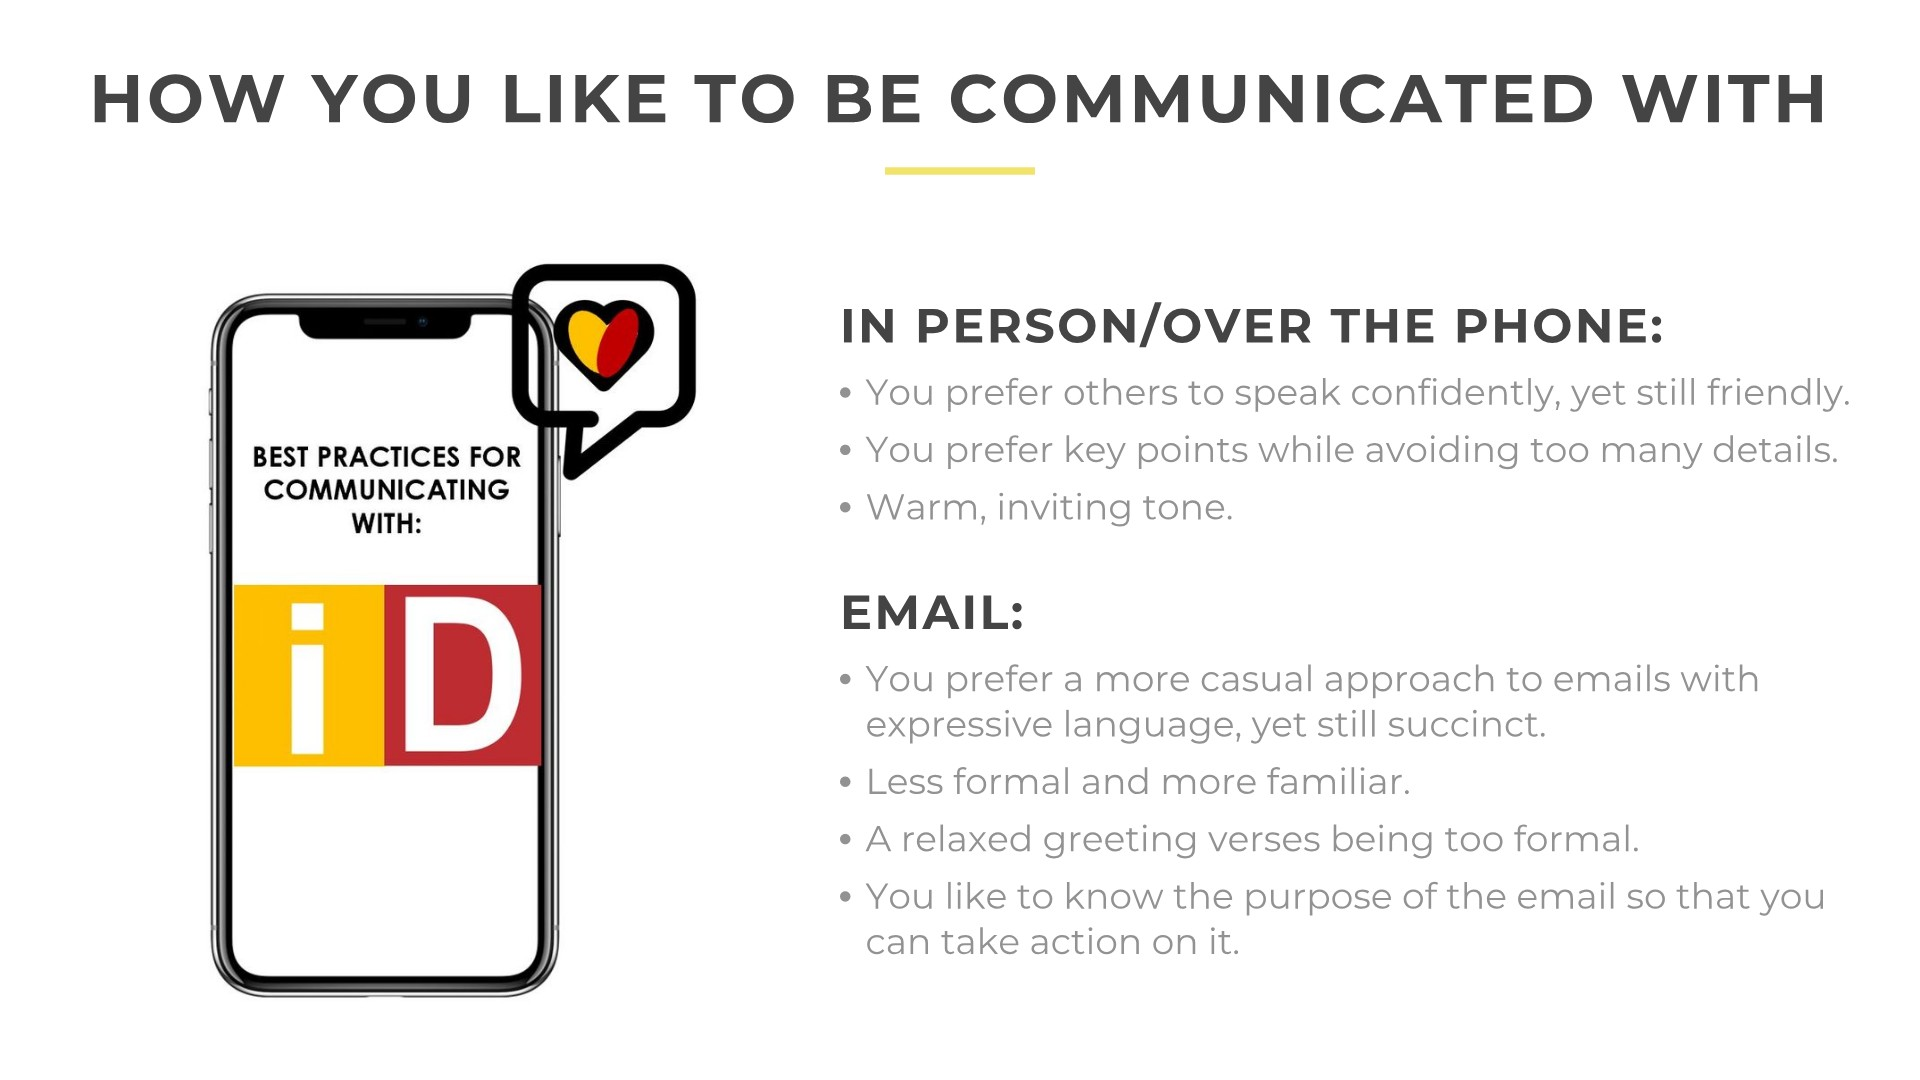 HOW YOU LIKE TO BE COMMUNICATED WITH
BEST PRACTICES FOR
COMMUNICATING
WITH:
iD
IN PERSON/OVER THE PHONE:
• You prefer others to speak confidently, yet still friendly.
• You prefer key points while avoiding too many details.
• Warm, inviting tone.
EMAIL:
• You prefer a more casual approach to emails with
expressive language, yet still succinct.
• Less formal and more familiar.
• A relaxed greeting verses being too formal.
• You like to know the purpose of the email so that you
can take action on it.